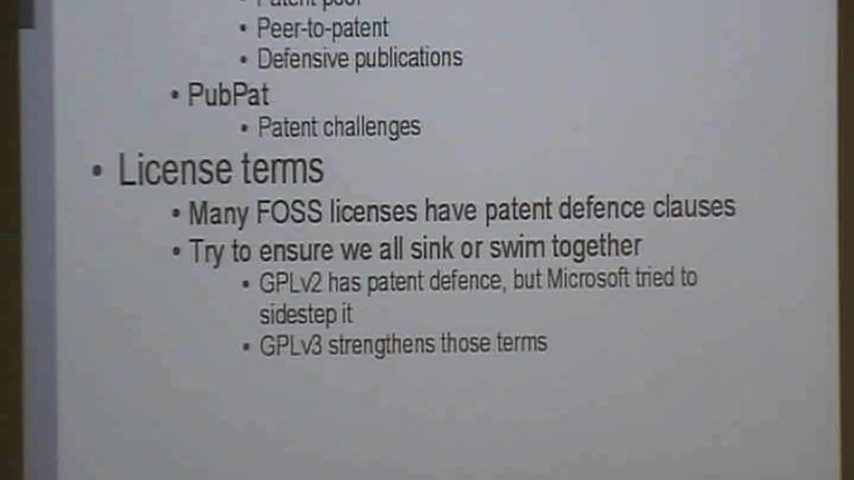 • Patent pool
• Peer-to-patent
• Defensive publications
• PubPat
• Patent challenges
• License terms
• Many FOSS licenses have patent defence clauses
• Try to ensure we all sink or swim together
• GPLv2 has patent defence, but Microsoft tried to
sidestep it
• GPLv3 strengthens those terms